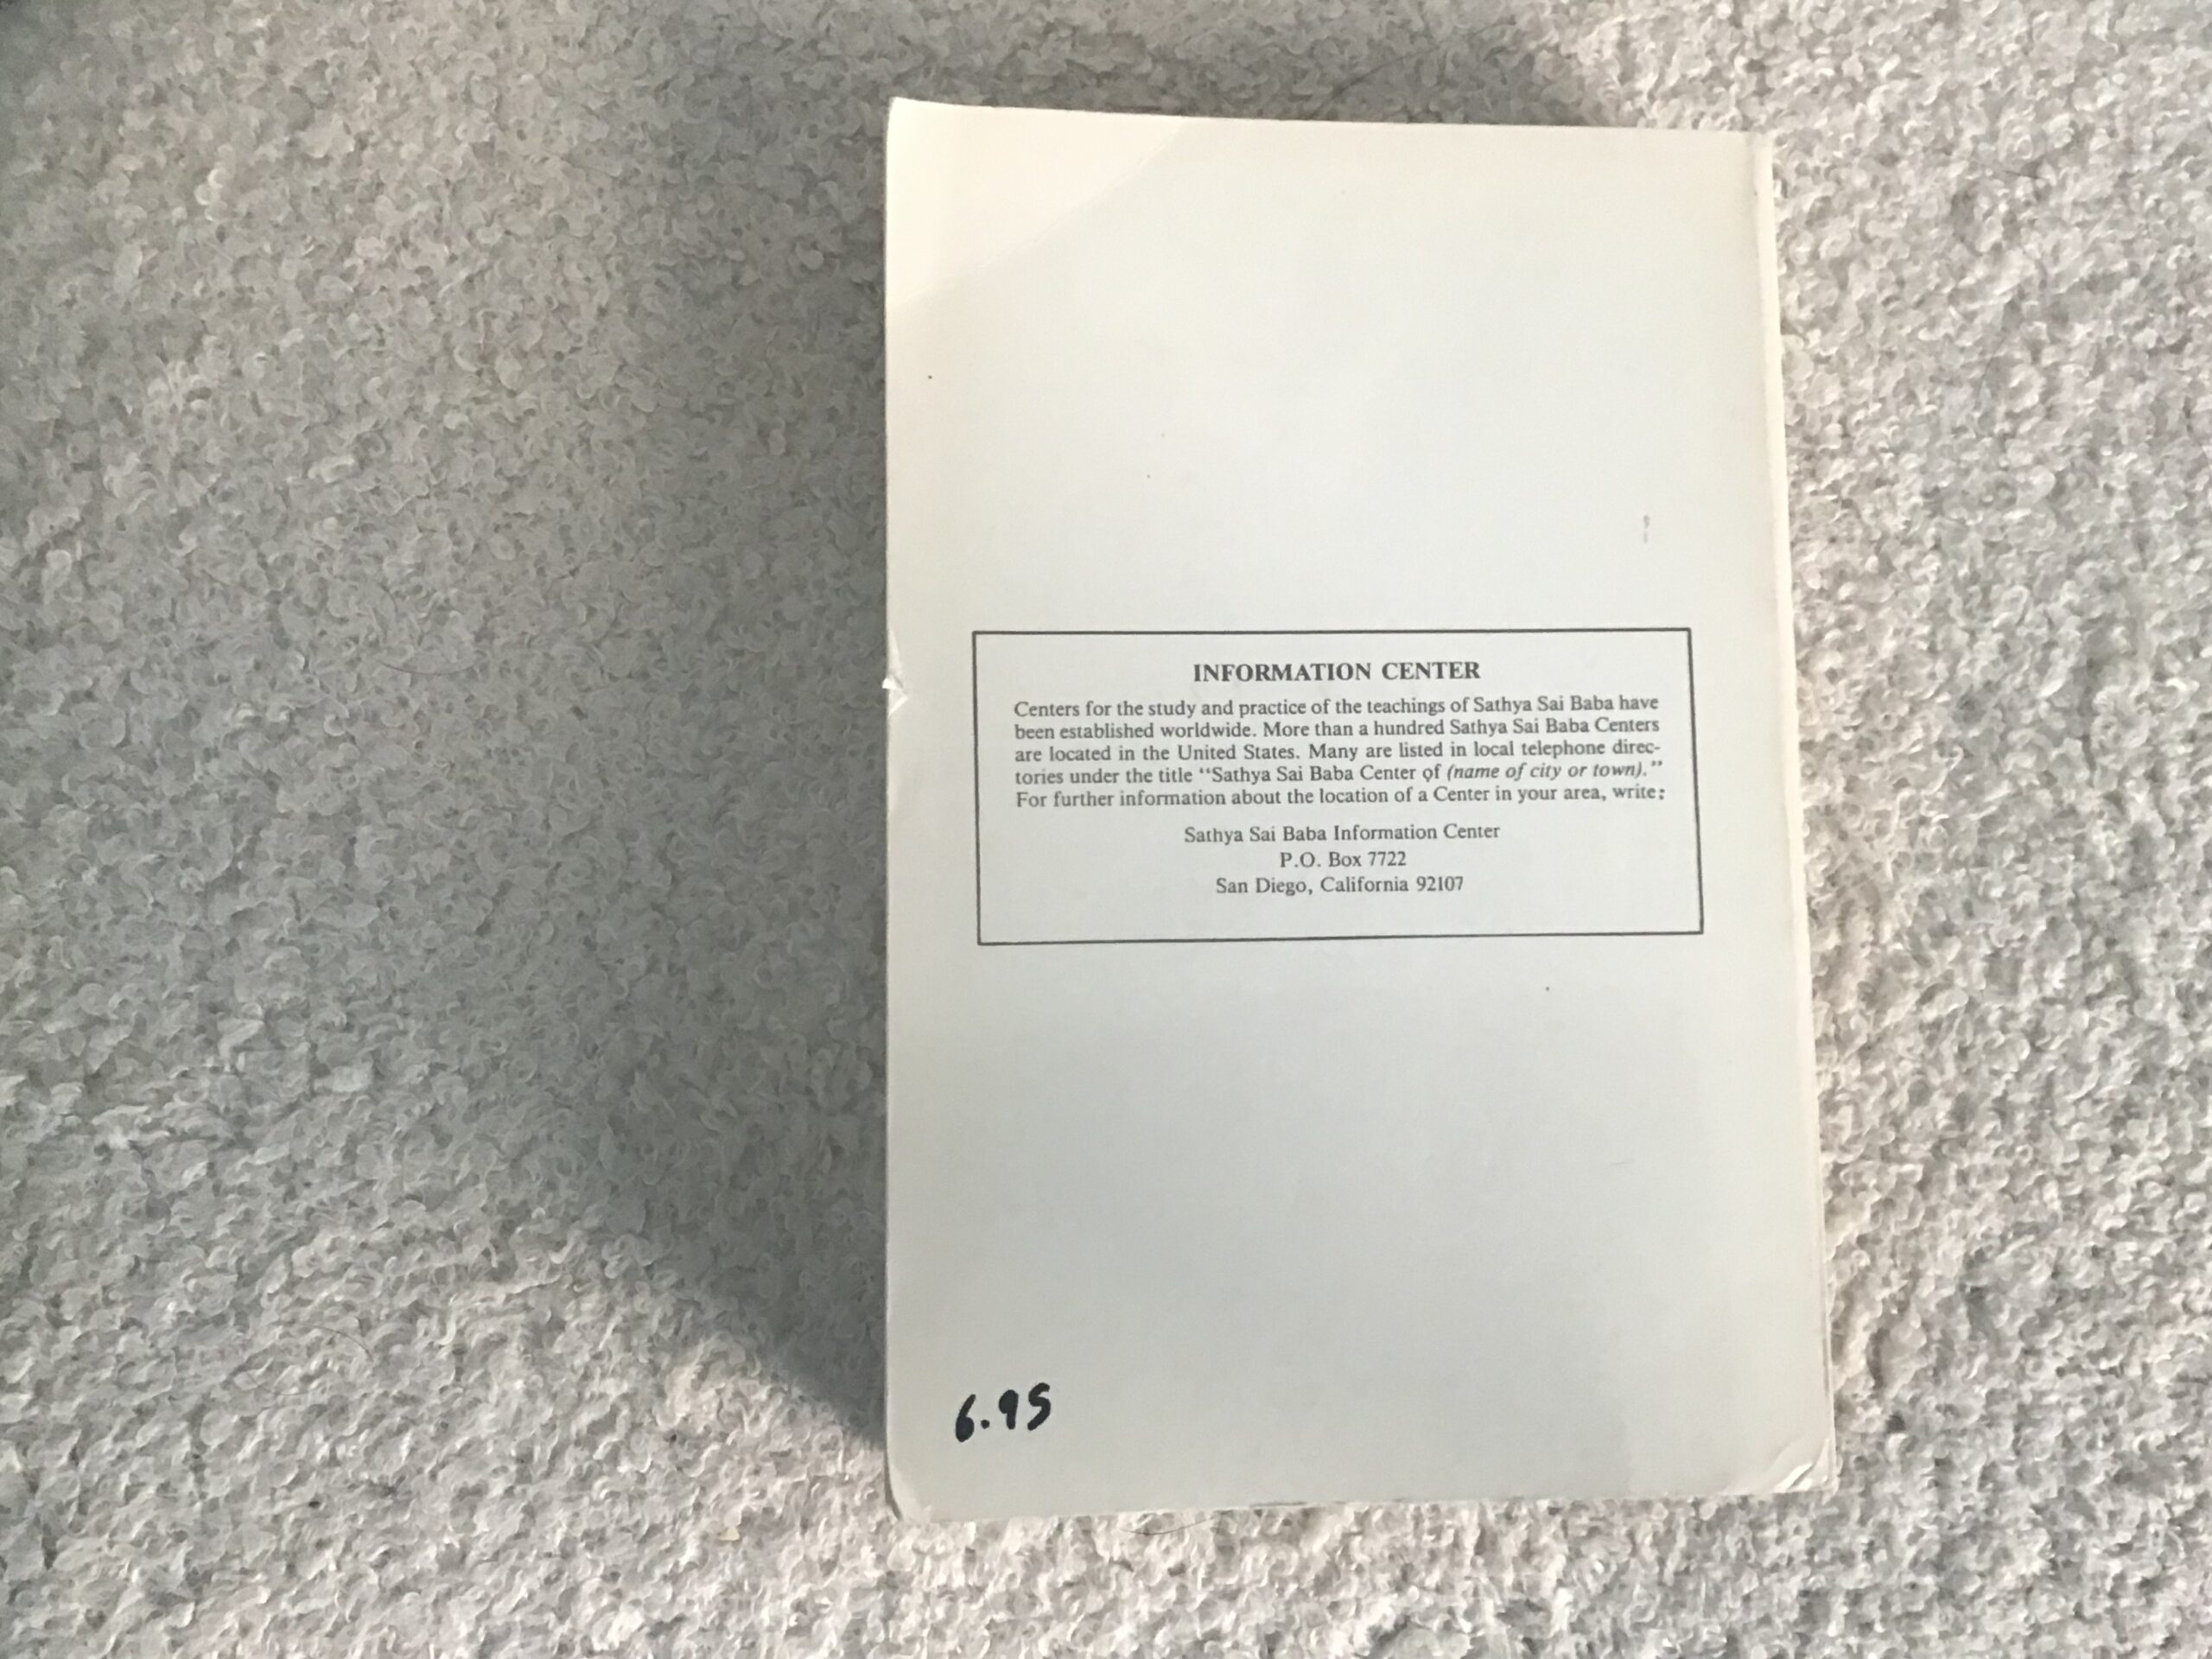 INFORMATION CENTER
Centers for the study and practice of the teachings of Sathya Sai Baba have
been established worldwide. More than a hundred Sathya Sai Baba Centers
are located in the United States. Many are listed in local telephone direc-
tories under the title “Sathya Sai Baba Center of (name of city or town).”
For further information about the location of a Center in your area, write:
Sathya Sai Baba Information Center
P.O. Box 7722
San Diego, California 92107
6.95